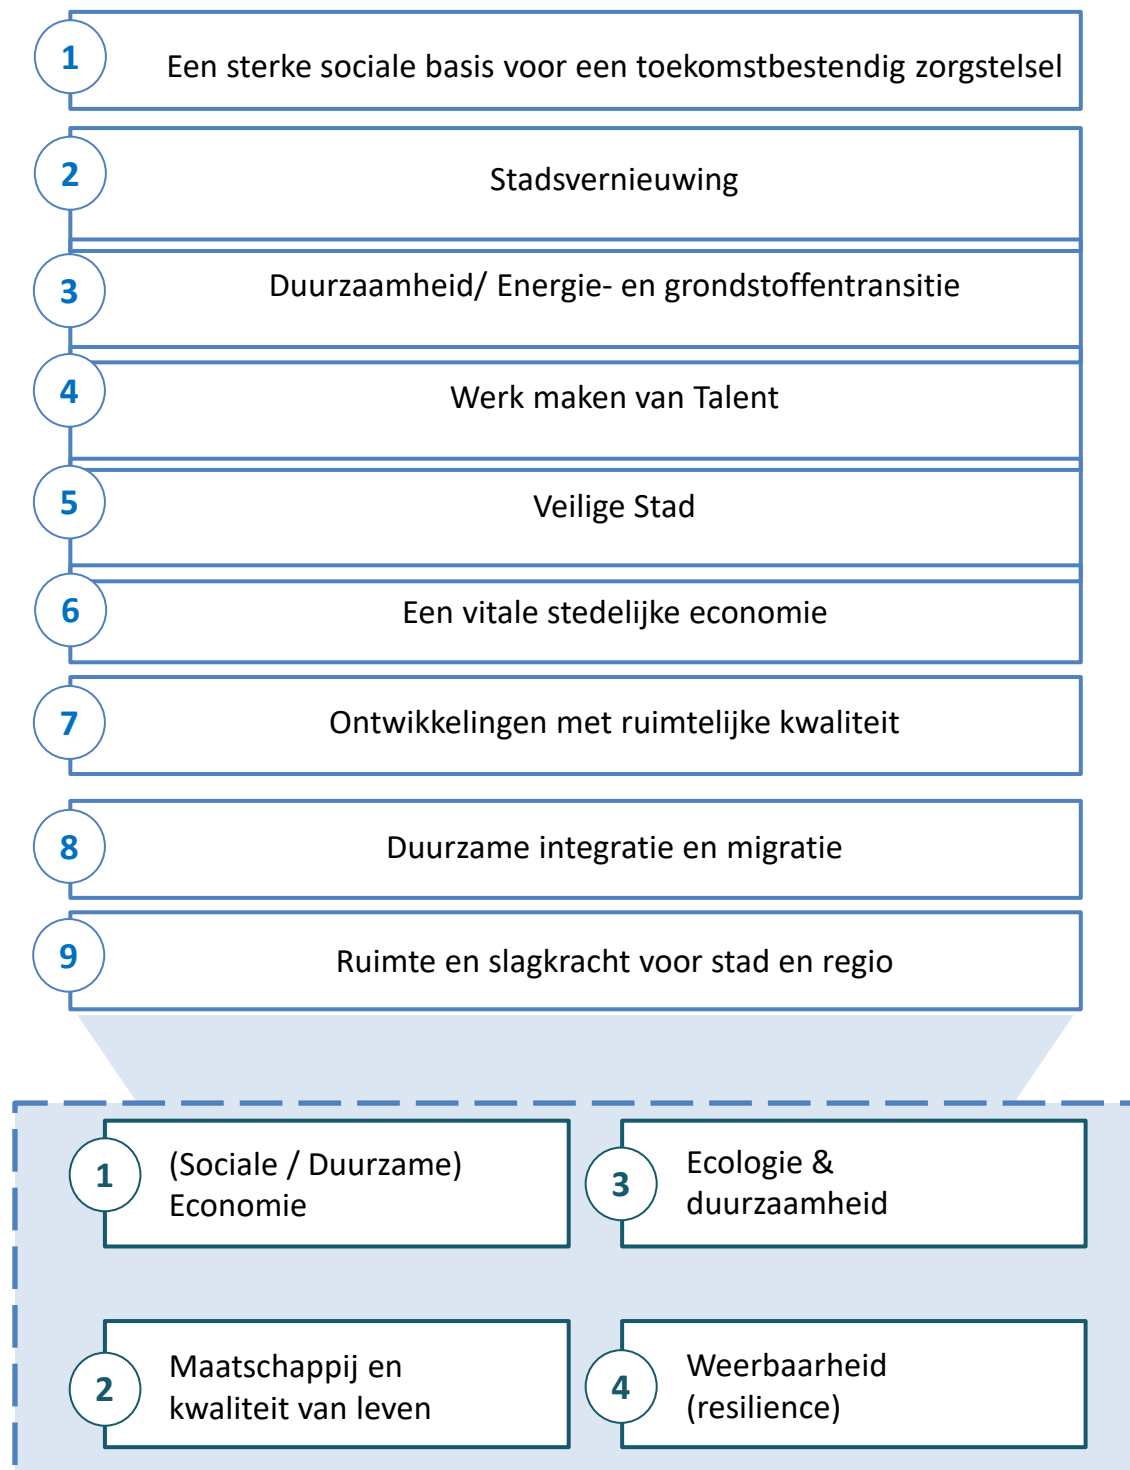 1
Een sterke sociale basis voor een toekomstbestendig zorgstelsel
2
Stadsvernieuwing
3
Duurzaamheid/ Energie- en grondstoffentransitie
4
Werk maken van Talent
5
Veilige Stad
6
Een vitale stedelijke economie
7
Ontwikkelingen met ruimtelijke kwaliteit
8
Duurzame integratie en migratie
9
Ruimte en slagkracht voor stad en regio
1
(Sociale / Duurzame)
Economie
2
Maatschappij en
kwaliteit van leven
3
Ecologie &
duurzaamheid
4
Weerbaarheid
(resilience)